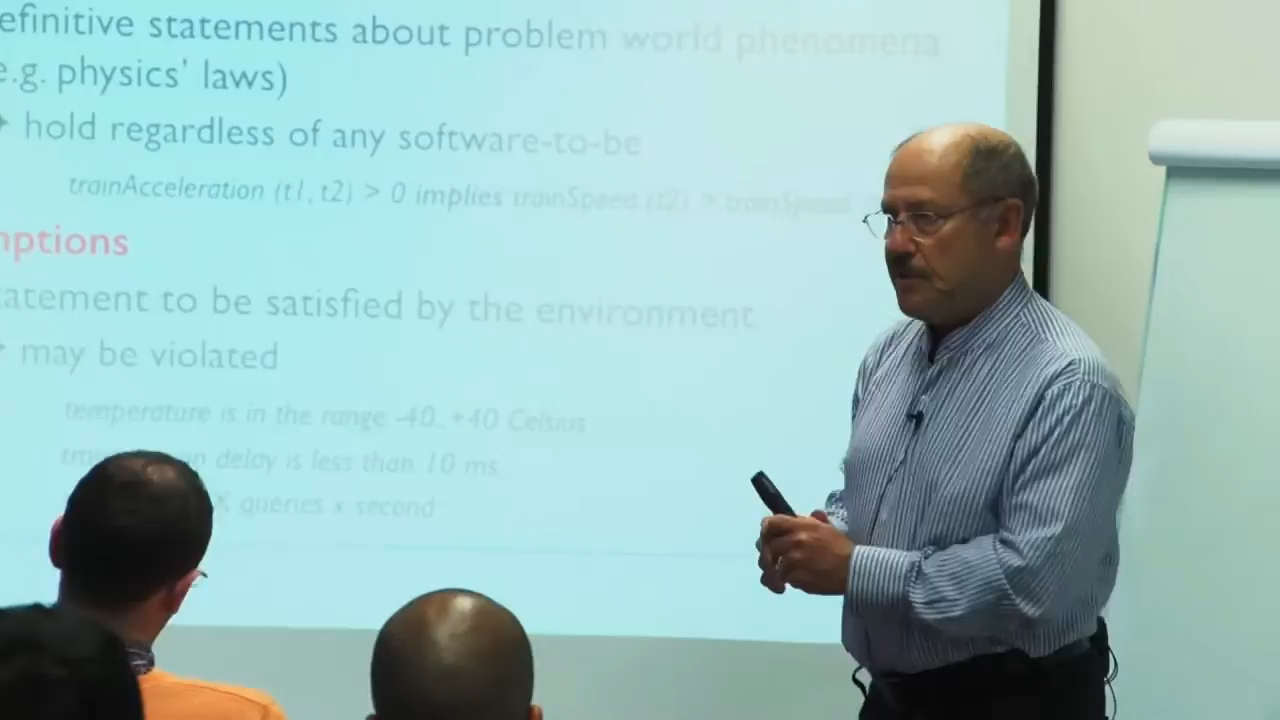 efinitive statements about problem world phenomena
e.g. physics' laws)
hold regardless of any software-to-be
trainAcceleration (t1, t2) > 0 implies trainSpeed (t2) > trainSpeed
mptions
atement to be satisfied by the environment
may be violated
temperature is in the range -40..+40 Celsius
delay is less than 10 ms
X queries x second